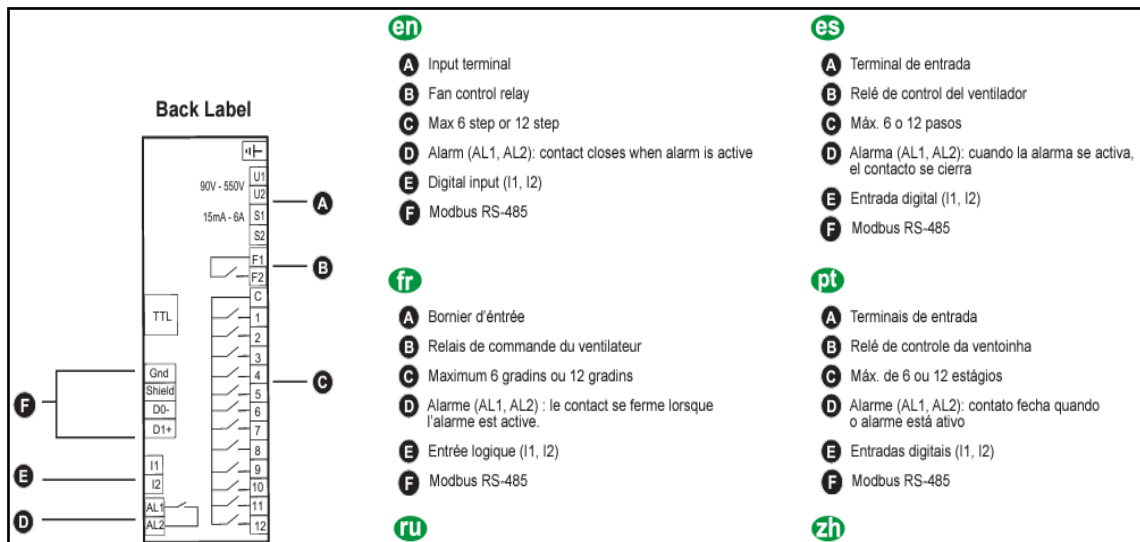 Back Label
90V - 550V
15mA - 6A
U1
U2
S1
S2
F1
F2
C
1
2
3
4
5
6
7
8
9
10
11
12
TTL
Gnd
Shield
D0-
D1+
I1
I2
AL1
AL2
A
B
C
F
E
D
en
A Input terminal
B Fan control relay
C Max 6 step or 12 step
D Alarm (AL1, AL2): contact closes when alarm is active
E Digital input (I1, I2)
F Modbus RS-485
es
A Terminal de entrada
B Relé de control del ventilador
C Máx. 6 o 12 pasos
D Alarma (AL1, AL2): cuando la alarma se activa,
el contacto se cierra
E Entrada digital (I1, I2)
F Modbus RS-485
fr
A Bornier d'éntrée
B Relais de commande du ventilateur
C Maximum 6 gradins ou 12 gradins
D Alarme (AL1, AL2) : le contact se ferme lorsque
l'alarme est active.
E Entrée logique (I1, I2)
F Modbus RS-485
pt
A Terminais de entrada
B Relé de controle da ventoinha
C Máx. de 6 ou 12 estágios
D Alarme (AL1, AL2): contato fecha quando
o alarme está ativo
E Entradas digitais (I1, I2)
F Modbus RS-485
ru
zh